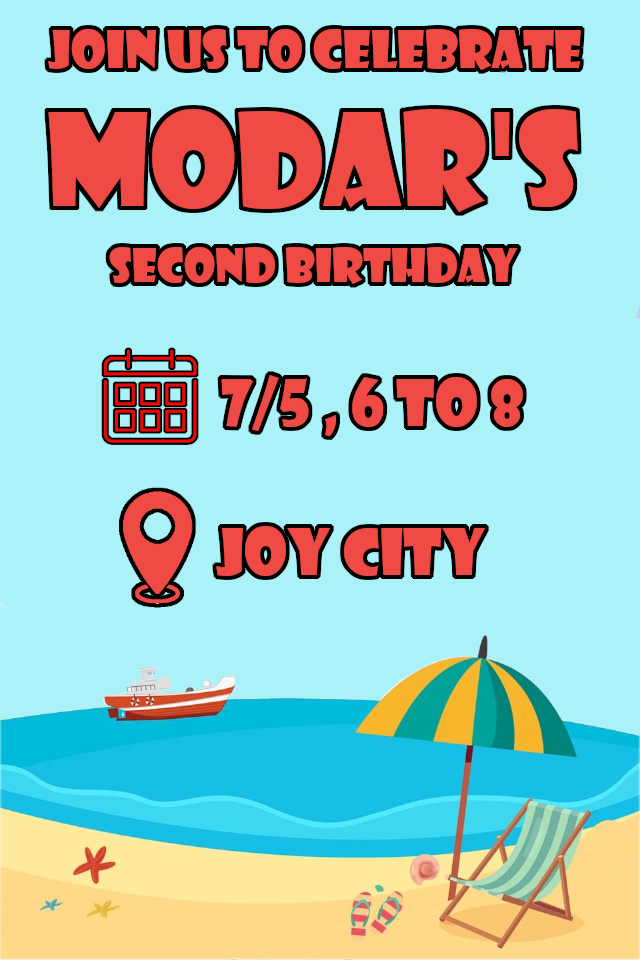 JOIN US TO CELEBRATE
MODAR'S
SECOND BIRTHDAY
7/5 , 6 TO 8
JOY CITY